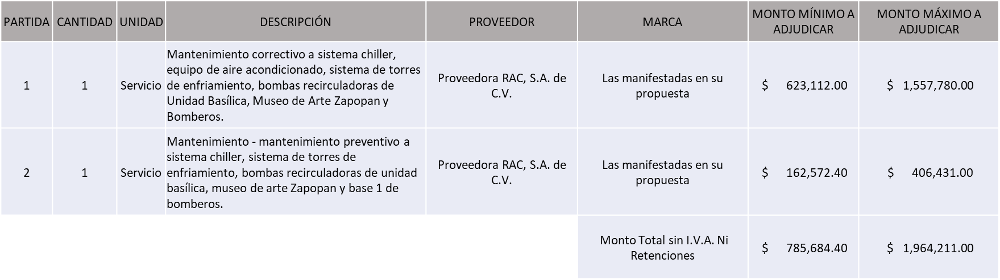 PARTIDA CANTIDAD UNIDAD DESCRIPCIÓN PROVEEDOR MARCA MONTO MÍNIMO A ADJUDICAR MONTO MÁXIMO A ADJUDICAR
1 1 Servicio
Mantenimiento correctivo a sistema chiller,
equipo de aire acondicionado, sistema de torres
de enfriamiento, bombas recirculadoras de
Unidad Basílica, Museo de Arte Zapopan y
Bomberos.
Proveedora RAC, S.A. de
C.V.
Las manifestadas en su
propuesta
$ 623,112.00
$ 1,557,780.00
2 1 Servicio
Mantenimiento - mantenimiento preventivo a
sistema chiller, sistema de torres de
enfriamiento, bombas recirculadoras de unidad
basílica, museo de arte Zapopan y base 1 de
bomberos.
Proveedora RAC, S.A. de
C.V.
Las manifestadas en su
propuesta
$ 162,572.40
$ 406,431.00
Monto Total sin I.V.A. Ni
Retenciones
$ 785,684.40
$ 1,964,211.00